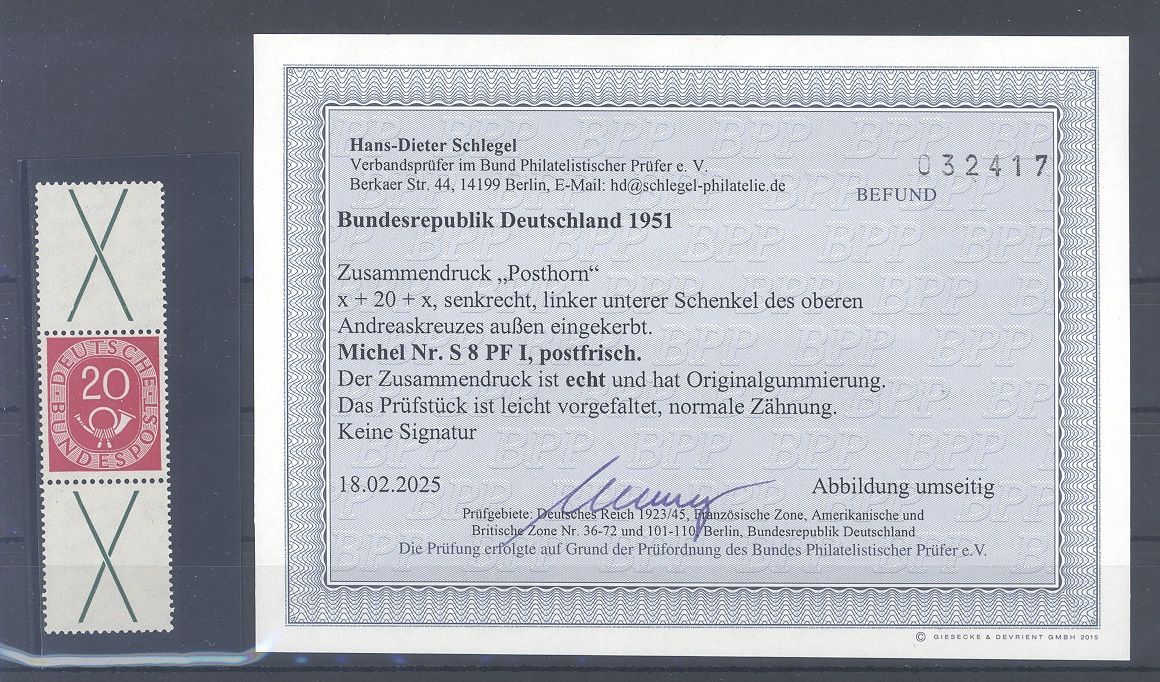 Hans-Dieter Schlegel
Verbandsprüfer im Bund Philatelistischer Prüfer e. V.
Berkaer Str. 44, 14199 Berlin, E-Mail: hd@schlegel-philatelie.de
032417
BEFUND
Bundesrepublik Deutschland 1951
Zusammendruck „Posthorn“
x + 20 + x, senkrecht, linker unterer Schenkel des oberen
Andreaskreuzes außen eingekerbt.
Michel Nr. S 8 PF I, postfrisch.
Der Zusammendruck ist echt und hat Originalgummierung.
Das Prüfstück ist leicht vorgefaltet, normale Zähnung.
Keine Signatur
18.02.2025
Abbildung umseitig
Prüfgebiete: Deutsches Reich 1923/45, Französische Zone, Amerikanische und
Britische Zone Nr. 36-72 und 101-110, Berlin, Bundesrepublik Deutschland
Die Prüfung erfolgte auf Grund der Prüfordnung des Bundes Philatelistischer Prüfer e.V.
© GIESECKE & DEVRIENT GMBH 2015
DEUTSCHE
20
BUNDESPOST